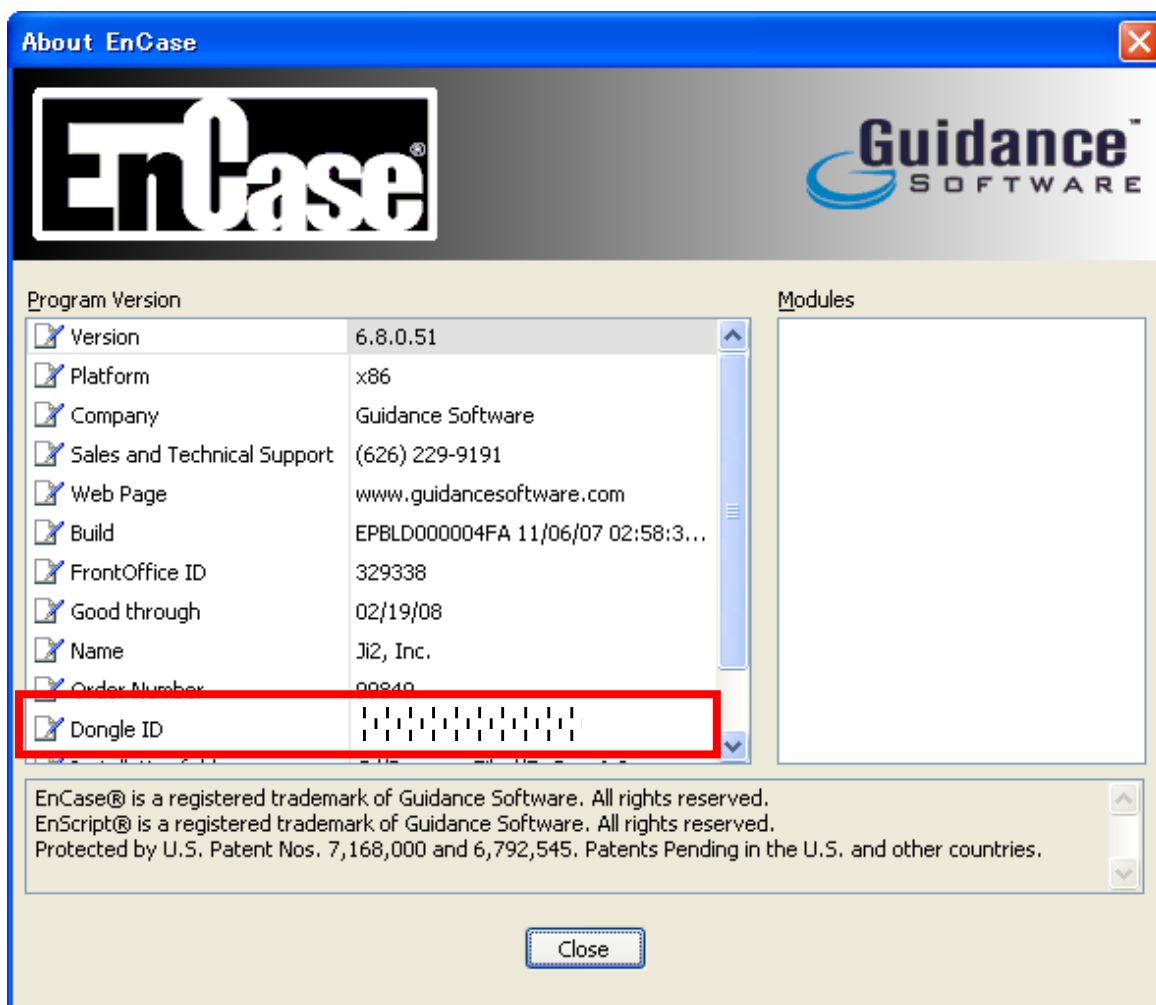 About EnCase
EnCase®
Guidance™
SOFTWARE
Program Version
Modules
Version 6.8.0.51
Platform x86
Company Guidance Software
Sales and Technical Support (626) 229-9191
Web Page www.guidancesoftware.com
Build EPBLD000004FA 11/06/07 02:58:3...
FrontOffice ID 329338
Good through 02/19/08
Name Ji2, Inc.
Order Number
Dongle ID
EnCase® is a registered trademark of Guidance Software. All rights reserved.
EnScript® is a registered trademark of Guidance Software. All rights reserved.
Protected by U.S. Patent Nos. 7,168,000 and 6,792,545. Patents Pending in the U.S. and other countries.
Close